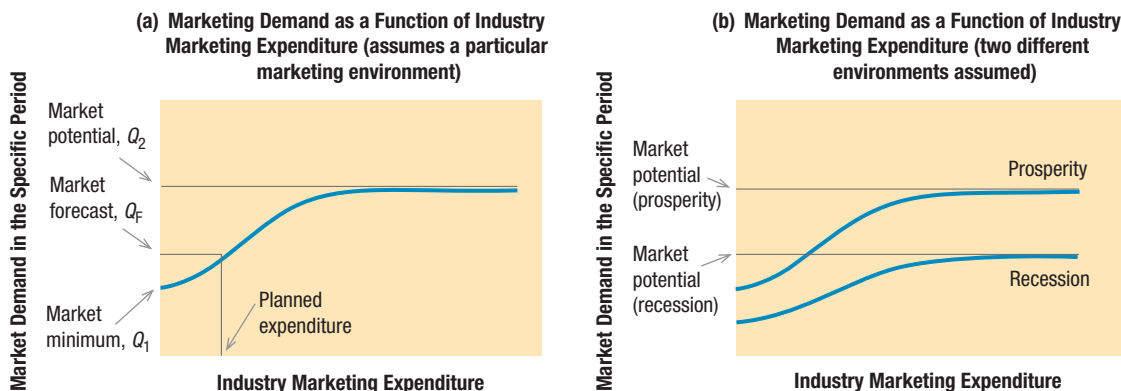 (a) Marketing Demand as a Function of Industry
Marketing Expenditure (assumes a particular
marketing environment)
Market Demand in the Specific Period
Market
potential, Q2
Market
forecast, QF
Market
minimum, Q1
Planned
expenditure
Industry Marketing Expenditure
(b) Marketing Demand as a Function of Industry
Marketing Expenditure (two different
environments assumed)
Market Demand in the Specific Period
Market
potential
(prosperity)
Market
potential
(recession)
Prosperity
Recession
Industry Marketing Expenditure